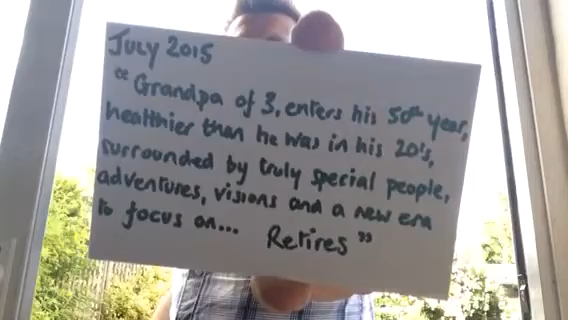 July 2015
"Grandpa of 3, enters his 50th year,
healthier than he was in his 20's,
surrounded by truly special people,
adventures, visions and a new era
to focus on... Retires"